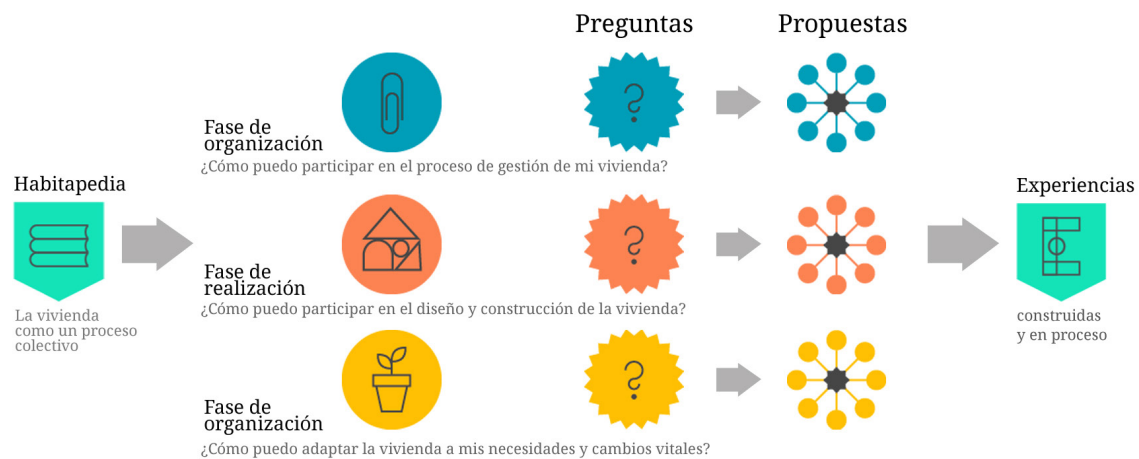 Preguntas
Propuestas
Fase de
organización
¿Cómo puedo participar en el proceso de gestión de mi vivienda?
Habitapedia
La vivienda
como un proceso
colectivo
Fase de
realización
¿Cómo puedo participar en el diseño y construcción de la vivienda?
Experiencias
construidas
y en proceso
Fase de
organización
¿Cómo puedo adaptar la vivienda a mis necesidades y cambios vitales?